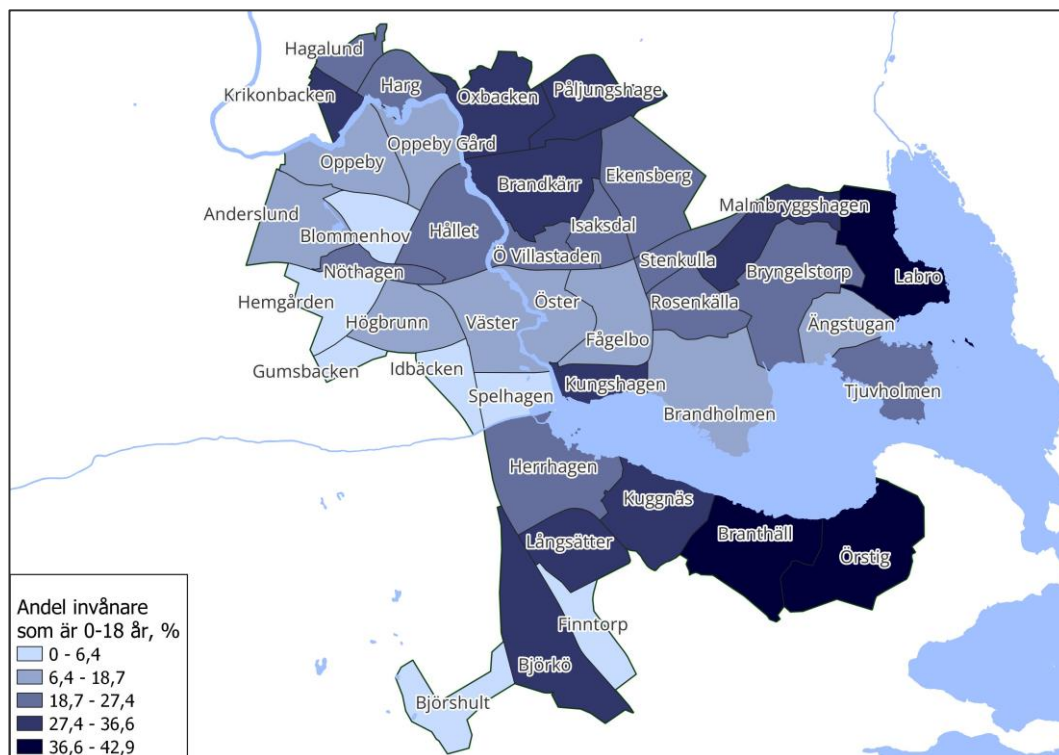 Hagalund
Harg
Krikonbacken
Oxbacken
Påljungshage
Oppeby Gård
Oppeby
Brandkärr
Ekensberg
Anderslund
Malmbryggshagen
Blommenhov
Hållet
Isaksdal
Ö Villastaden
Stenkulla
Nöthagen
Bryngelstorp
Labro
Hemgården
Öster
Rosenkälla
Högbrunn
Väster
Ängstugan
Fågelbo
Gumsbacken
Idbäcken
Kungshagen
Spelhagen
Brandholmen
Tjuvholmen
Herrhagen
Kuggnäs
Långsätter
Branthäll
Örstig
Finntorp
Björkö
Björshult
Andel invånare
som är 0-18 år, %
0 - 6,4
6,4 - 18,7
18,7 - 27,4
27,4 - 36,6
36,6 - 42,9